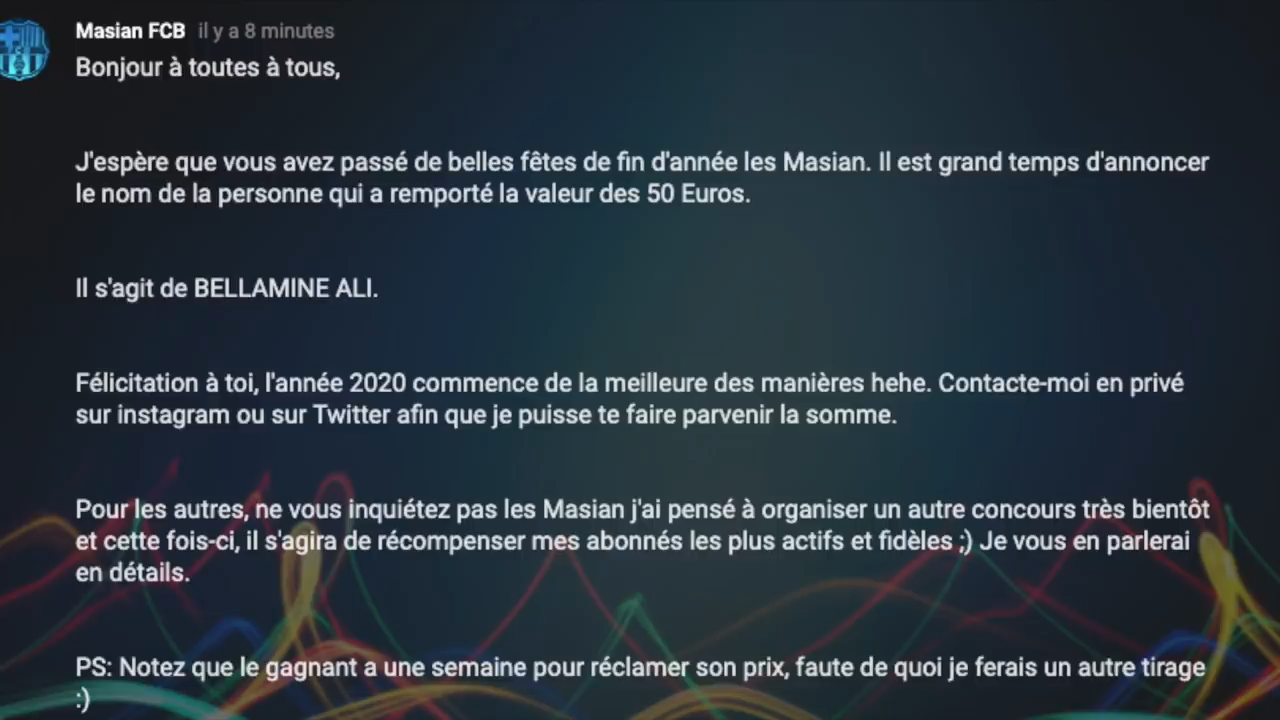 Masian FCB il y a 8 minutes
Bonjour à toutes à tous,
J'espère que vous avez passé de belles fêtes de fin d'année les Masian. Il est grand temps d'annoncer
le nom de la personne qui a remporté la valeur des 50 Euros.
Il s'agit de BELLAMINE ALI.
Félicitation à toi, l'année 2020 commence de la meilleure des manières hehe. Contacte-moi en privé
sur instagram ou sur Twitter afin que je puisse te faire parvenir la somme.
Pour les autres, ne vous inquiétez pas les Masian j'ai pensé à organiser un autre concours très bientôt
et cette fois-ci, il s'agira de récompenser mes abonnés les plus actifs et fidèles ;) Je vous en parlerai
en détails.
PS: Notez que le gagnant a une semaine pour réclamer son prix, faute de quoi je ferais un autre tirage
:)